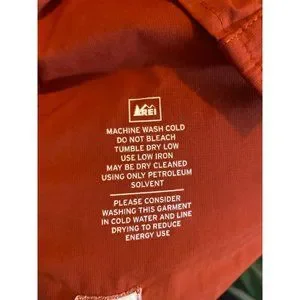 REI
MACHINE WASH COLD
DO NOT BLEACH
TUMBLE DRY LOW
USE LOW IRON
MAY BE DRY CLEANED
USING ONLY PETROLEUM
SOLVENT
PLEASE CONSIDER
WASHING THIS GARMENT
IN COLD WATER AND LINE
DRYING TO REDUCE
ENERGY USE